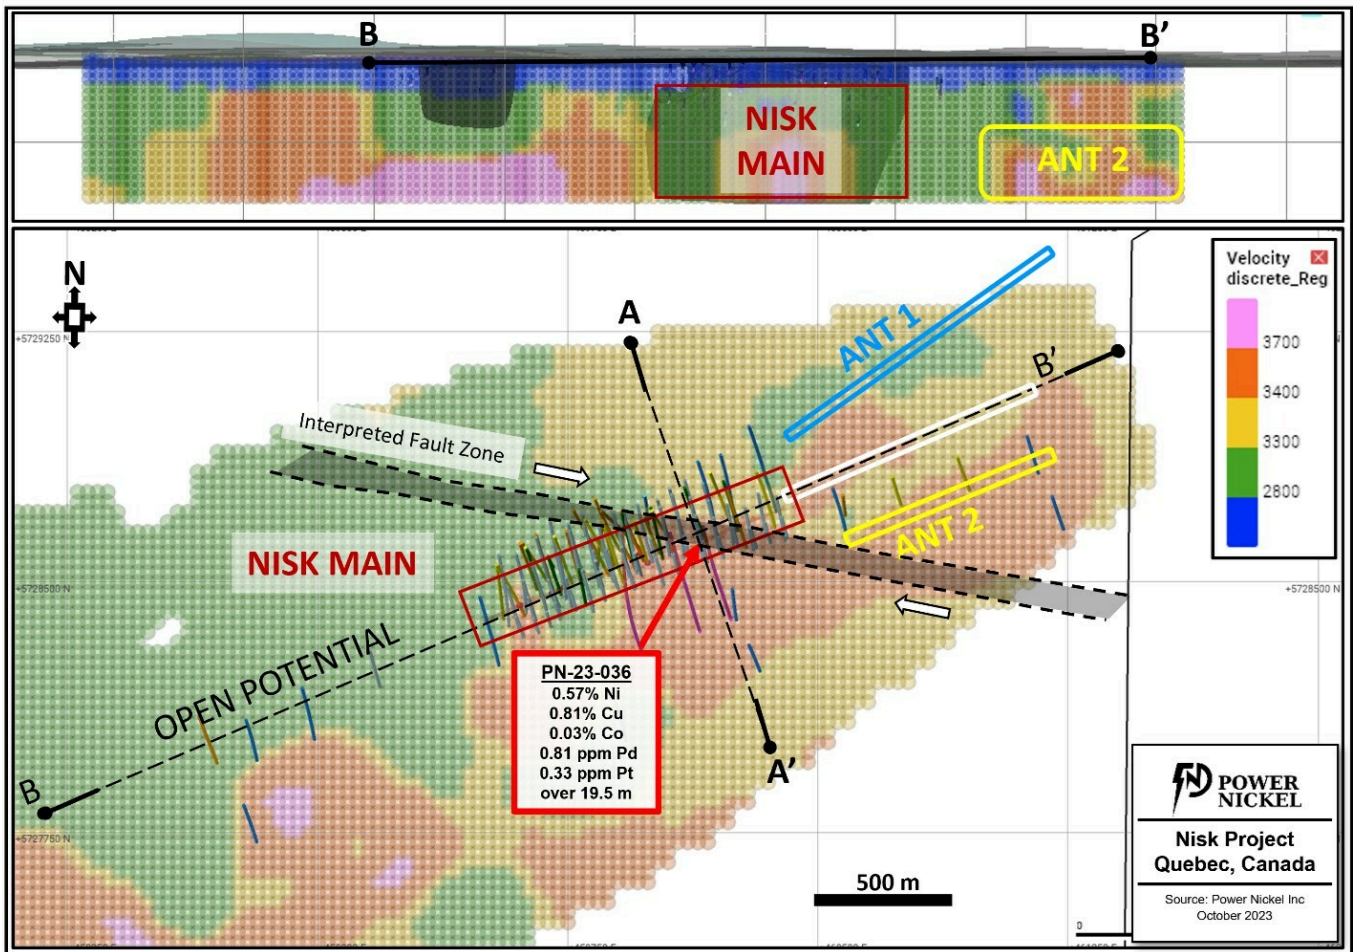 B
B'
NISK
MAIN
ANT 2
N
A
ANT 1
B'
Velocity
discrete_Reg
3700
3400
3300
2800
+5729250 N
Interpreted Fault Zone
NISK MAIN
ANT 2
+5728500 N
+5728500 N
OPEN POTENTIAL
PN-23-036
0.57% Ni
0.81% Cu
0.03% Co
0.81 ppm Pd
0.33 ppm Pt
over 19.5 m
A'
B
+5727750 N
500 m
POWER
NICKEL
Nisk Project
Quebec, Canada
Source: Power Nickel Inc
October 2023
0